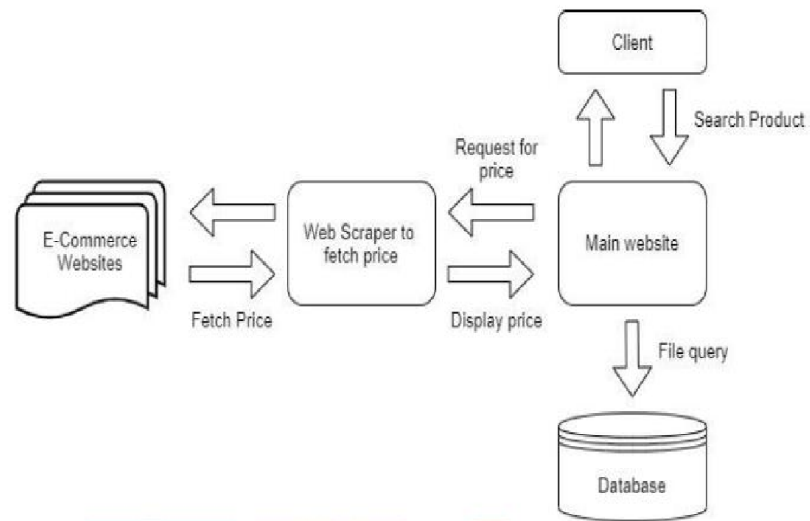 Client
Search Product
Request for
price
E-Commerce
Websites
Web Scraper to
fetch price
Main website
Fetch Price
Display price
File query
Database